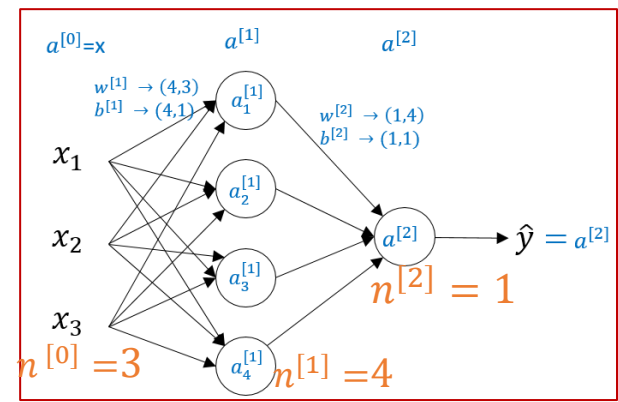 a^[0]=x
a^[1]
a^[2]
w^[1] → (4,3)
b^[1] → (4,1)
w^[2] → (1,4)
b^[2] → (1,1)
x₁
x₂
x₃
a₁^[1]
a₂^[1]
a₃^[1]
a₄^[1]
a^[2]
ŷ = a^[2]
n^[0] =3
n^[1] =4
n^[2] = 1